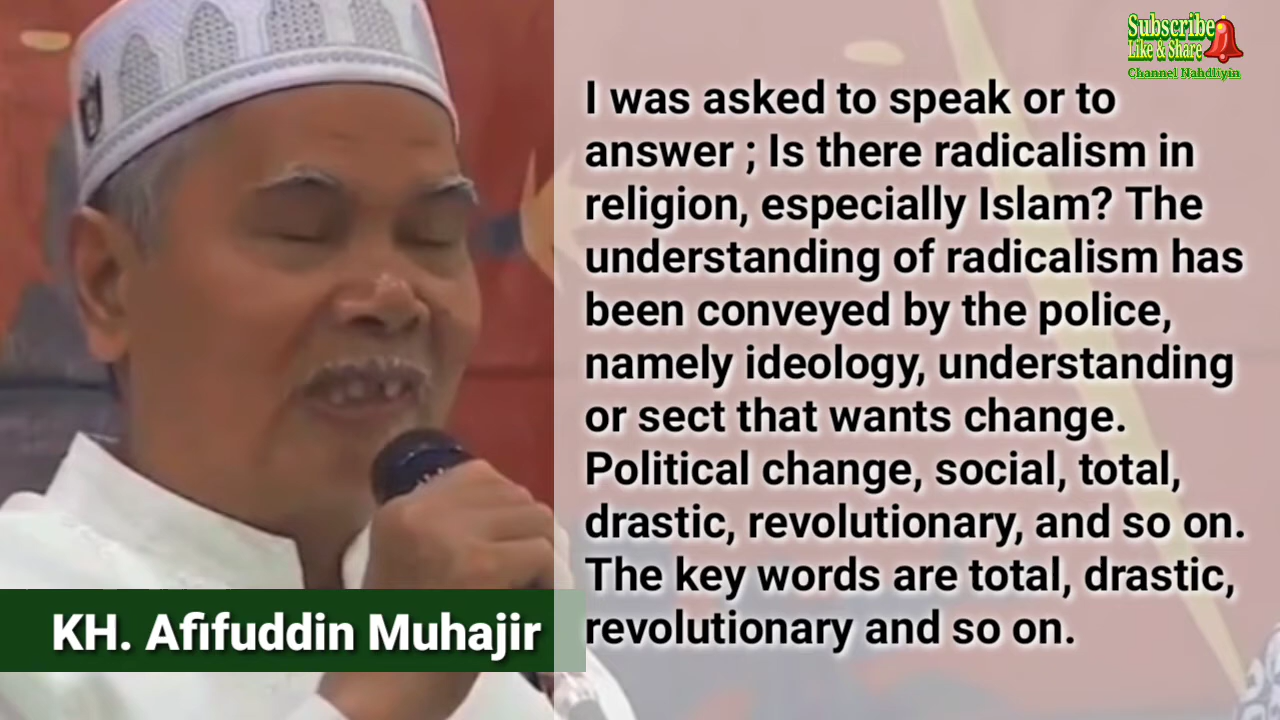 Subscribe
Like & Share
Channel Nahdliyin
I was asked to speak or to
answer ; Is there radicalism in
religion, especially Islam? The
understanding of radicalism has
been conveyed by the police,
namely ideology, understanding
or sect that wants change.
Political change, social, total,
drastic, revolutionary, and so on.
The key words are total, drastic,
revolutionary and so on.
KH. Afifuddin Muhajir